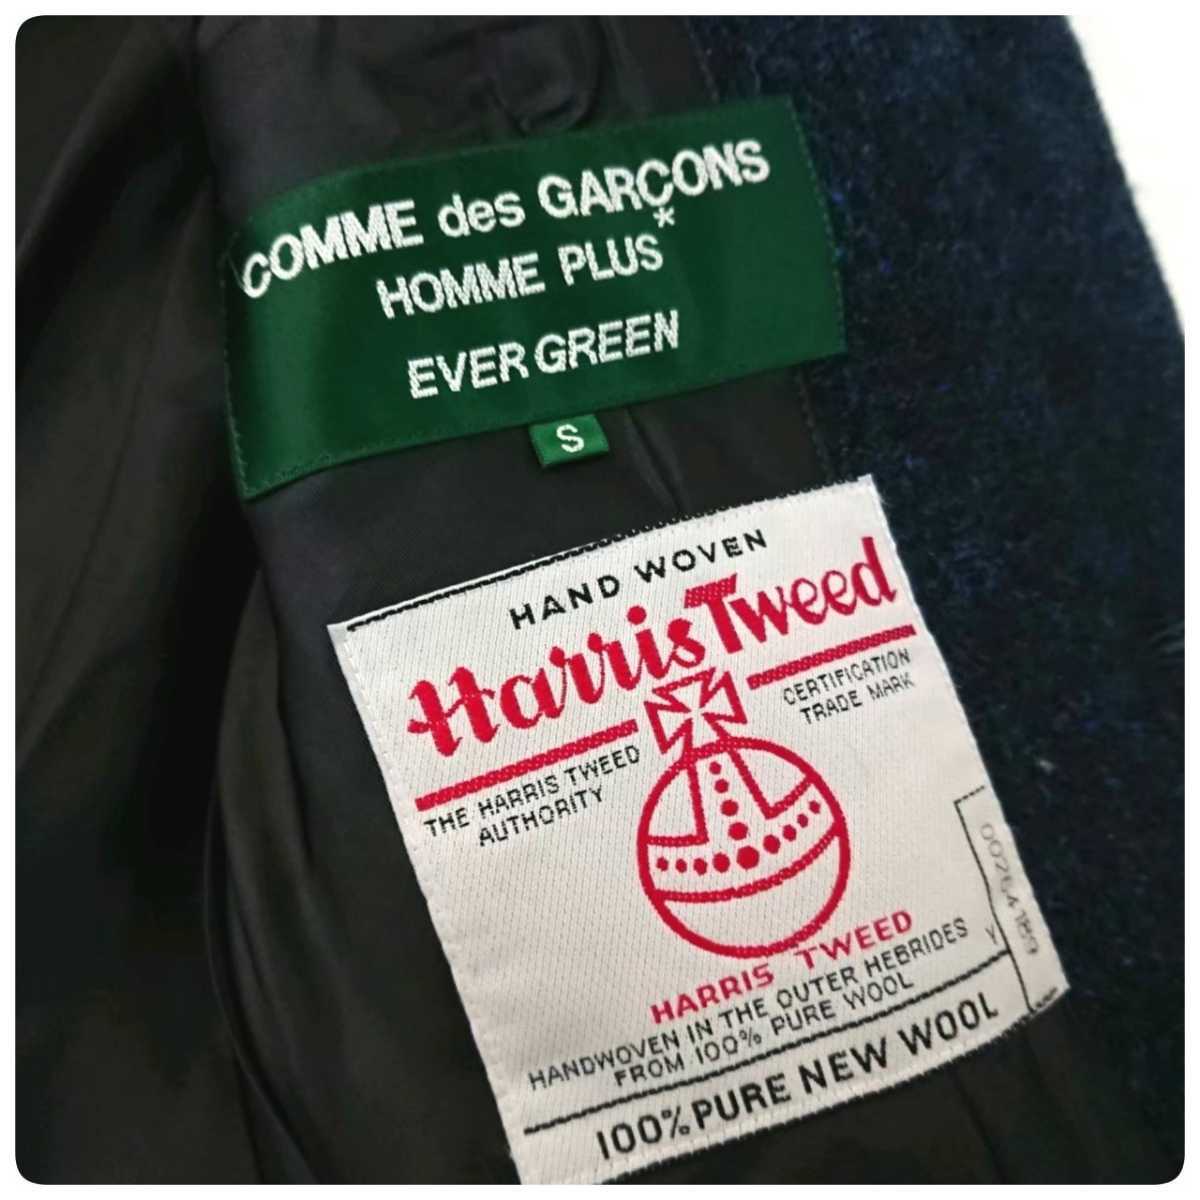 COMME des GARÇONS
HOMME PLUS*
EVER GREEN
S
HAND WOVEN
Harris Tweed
CERTIFICATION
TRADE MARK
THE HARRIS TWEED
AUTHORITY
HARRIS TWEED
HANDWOVEN IN THE OUTER HEBRIDES
FROM 100% PURE WOOL
Y
00264189
100% PURE NEW WOOL